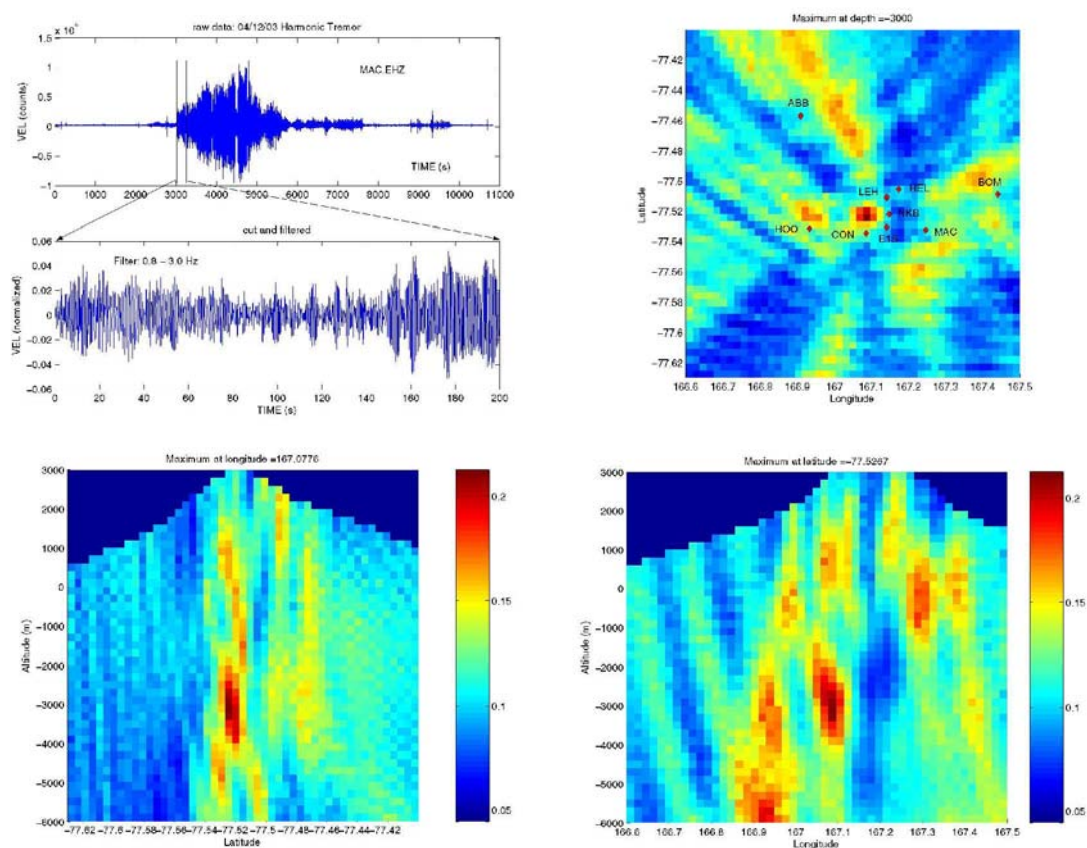 raw data: 04/12/03 Harmonic Tremor
x 10
1.5
1
0.5
0
-0.5
-1
VEL (counts)
MAC.EHZ
TIME (s)
0 1000 2000 3000 4000 5000 6000 7000 8000 9000 10000 11000
cut and filtered
Filter: 0.8 – 3.0 Hz
0.06
0.04
0.02
0
-0.02
-0.04
-0.06
VEL (normalized)
0 20 40 60 80 100 120 140 160 180 200
TIME (s)
Maximum at depth =-3000
-77.42
-77.44
-77.46
-77.48
-77.5
-77.52
-77.54
-77.56
-77.58
-77.6
-77.62
Latitude
ABB
LEH
HEL
BOM
HOO
CON
MAC
166.6 166.7 166.8 166.9 167 167.1 167.2 167.3 167.4 167.5
Longitude
Maximum at longitude =167.0776
3000
2000
1000
0
-1000
-2000
-3000
-4000
-5000
-6000
Altitude (m)
-77.62 -77.6 -77.58 -77.56 -77.54 -77.52 -77.5 -77.48 -77.46 -77.44 -77.42
Latitude
0.2
0.15
0.1
0.05
Maximum at latitude =-77.5267
3000
2000
1000
0
-1000
-2000
-3000
-4000
-5000
-6000
Altitude (m)
166.6 166.7 166.8 166.9 167 167.1 167.2 167.3 167.4 167.5
Longitude
0.2
0.15
0.1
0.05